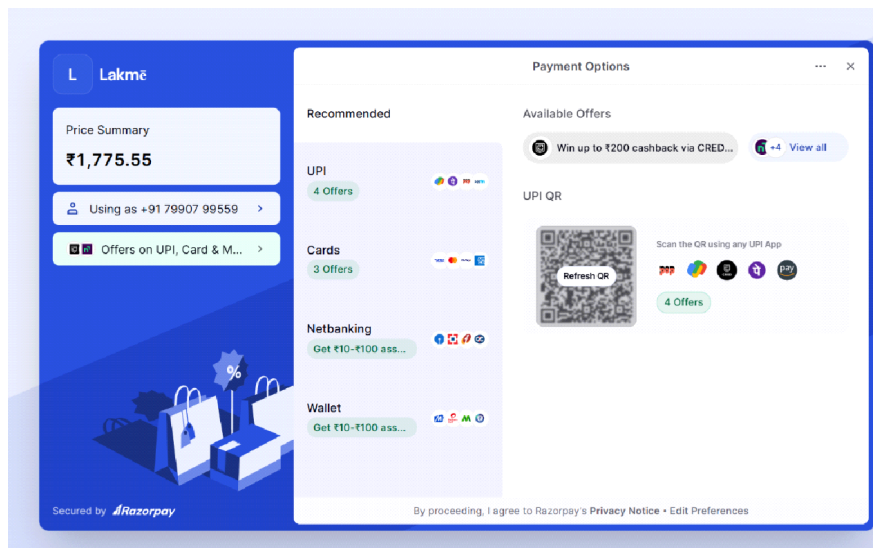 L Lakmē
Price Summary
₹1,775.55
Using as +91 79907 99559
Offers on UPI, Card & M...
%
Secured by Razorpay
Payment Options
Recommended
UPI
4 Offers
Cards
3 Offers
Netbanking
Get ₹10-₹100 ass...
Wallet
Get ₹10-₹100 ass...
Available Offers
Win up to ₹200 cashback via CRED...
+4 View all
UPI QR
Refresh QR
Scan the QR using any UPI App
pop
pay
4 Offers
By proceeding, I agree to Razorpay's Privacy Notice • Edit Preferences